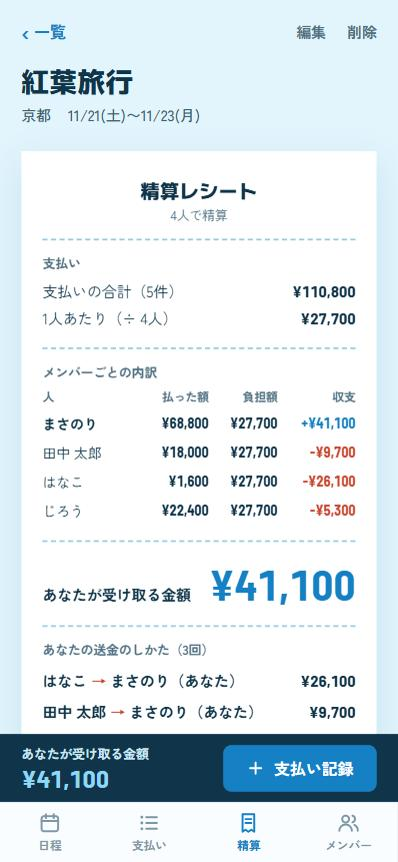 ‹ 一覧 編集 削除
紅葉旅行
京都 11/21(土)〜11/23(月)
精算レシート
4人で精算
支払い
支払いの合計（5件） ¥110,800
1人あたり（÷ 4人） ¥27,700
メンバーごとの内訳
人 払った額 負担額 収支
まさのり ¥68,800 ¥27,700 +¥41,100
田中 太郎 ¥18,000 ¥27,700 -¥9,700
はなこ ¥1,600 ¥27,700 -¥26,100
じろう ¥22,400 ¥27,700 -¥5,300
あなたが受け取る金額 ¥41,100
あなたの送金のしかた（3回）
はなこ → まさのり（あなた） ¥26,100
田中 太郎 → まさのり（あなた） ¥9,700
あなたが受け取る金額
¥41,100
＋ 支払い記録
日程 支払い 精算 メンバー